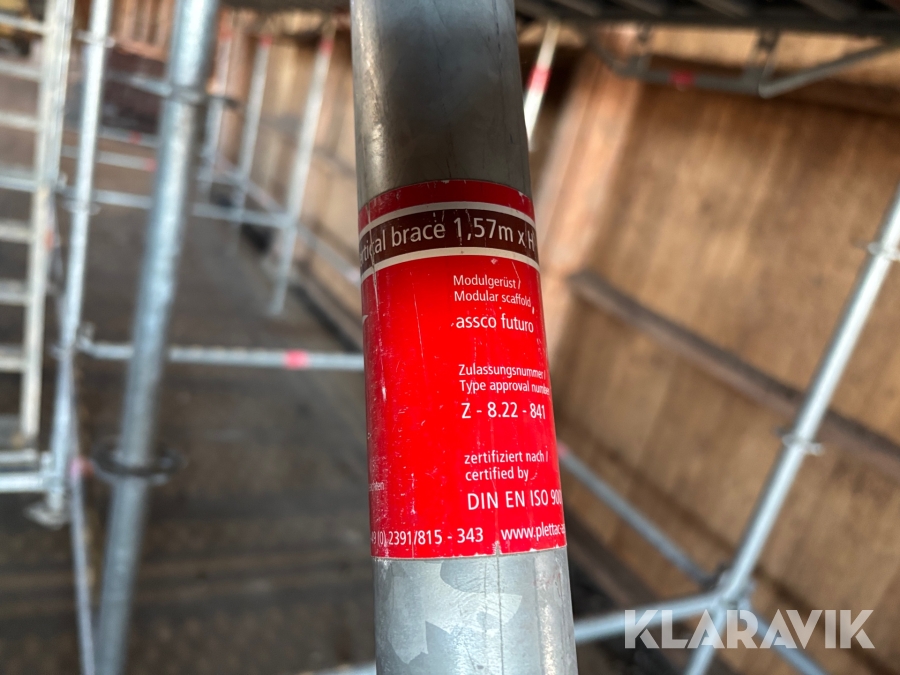 brace 1,57m x H
Modulgerüst /
Modular scaffold
assco futuro
Zulassungsnummer /
Type approval number
Z - 8.22 - 841
zertifiziert nach /
certified by
DIN EN ISO
(0) 2391/815 - 343 www.plettac-
KLARAVIK